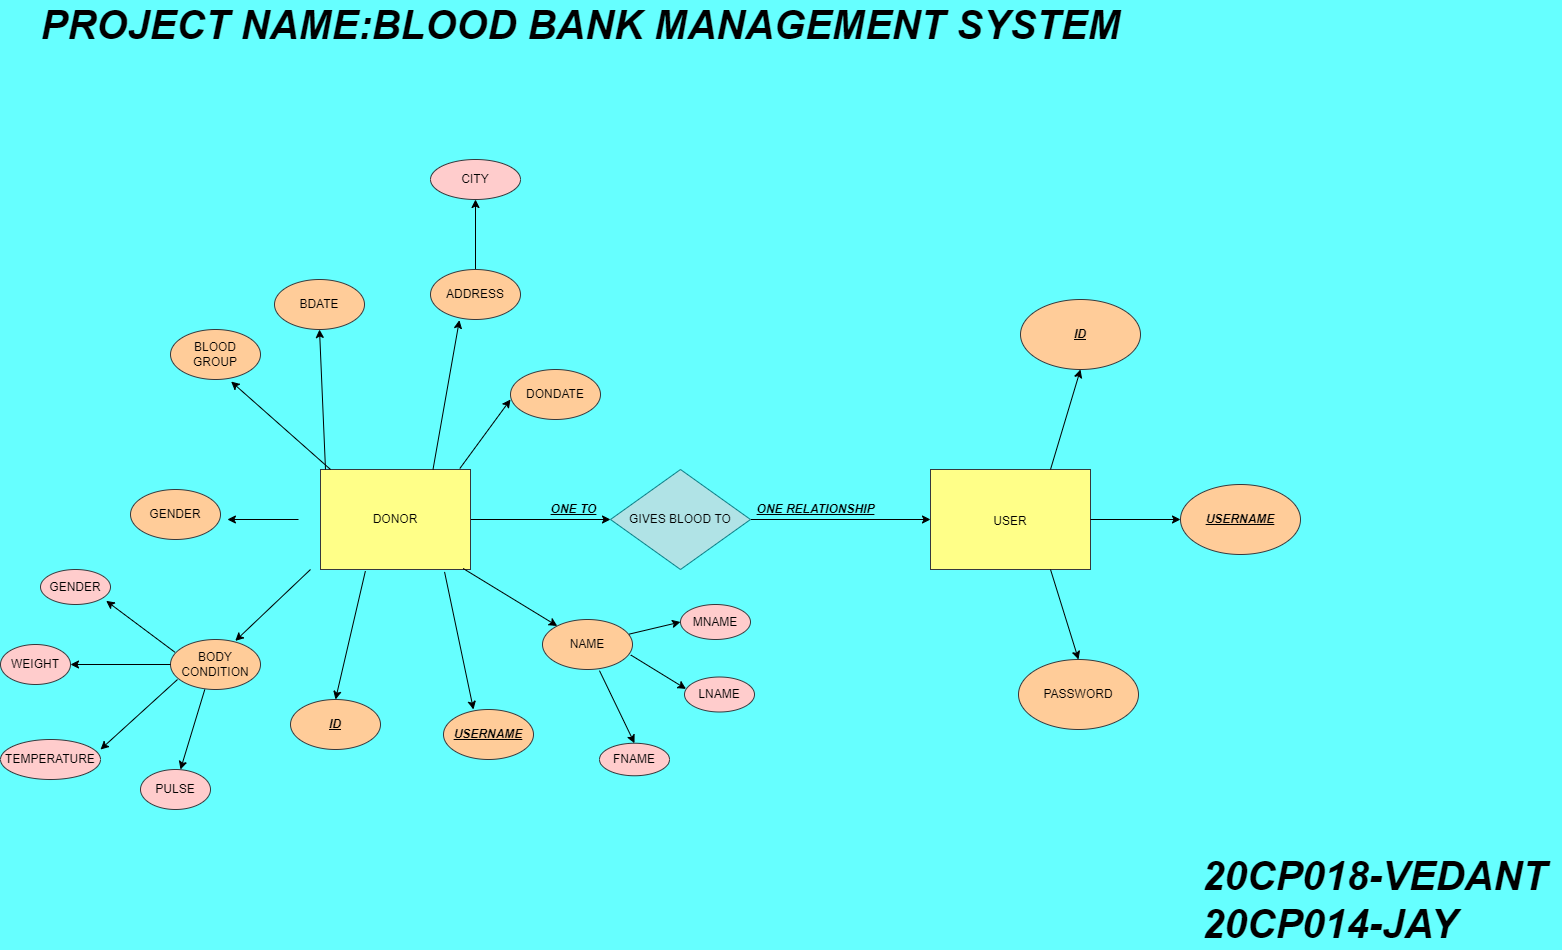 PROJECT NAME:BLOOD BANK MANAGEMENT SYSTEM
CITY
ADDRESS
BDATE
BLOOD
GROUP
DONDATE
ID
GENDER
DONOR
ONE TO
GIVES BLOOD TO
ONE RELATIONSHIP
USER
USERNAME
GENDER
WEIGHT
BODY
CONDITION
TEMPERATURE
PULSE
ID
USERNAME
NAME
MNAME
LNAME
FNAME
PASSWORD
20CP018-VEDANT
20CP014-JAY